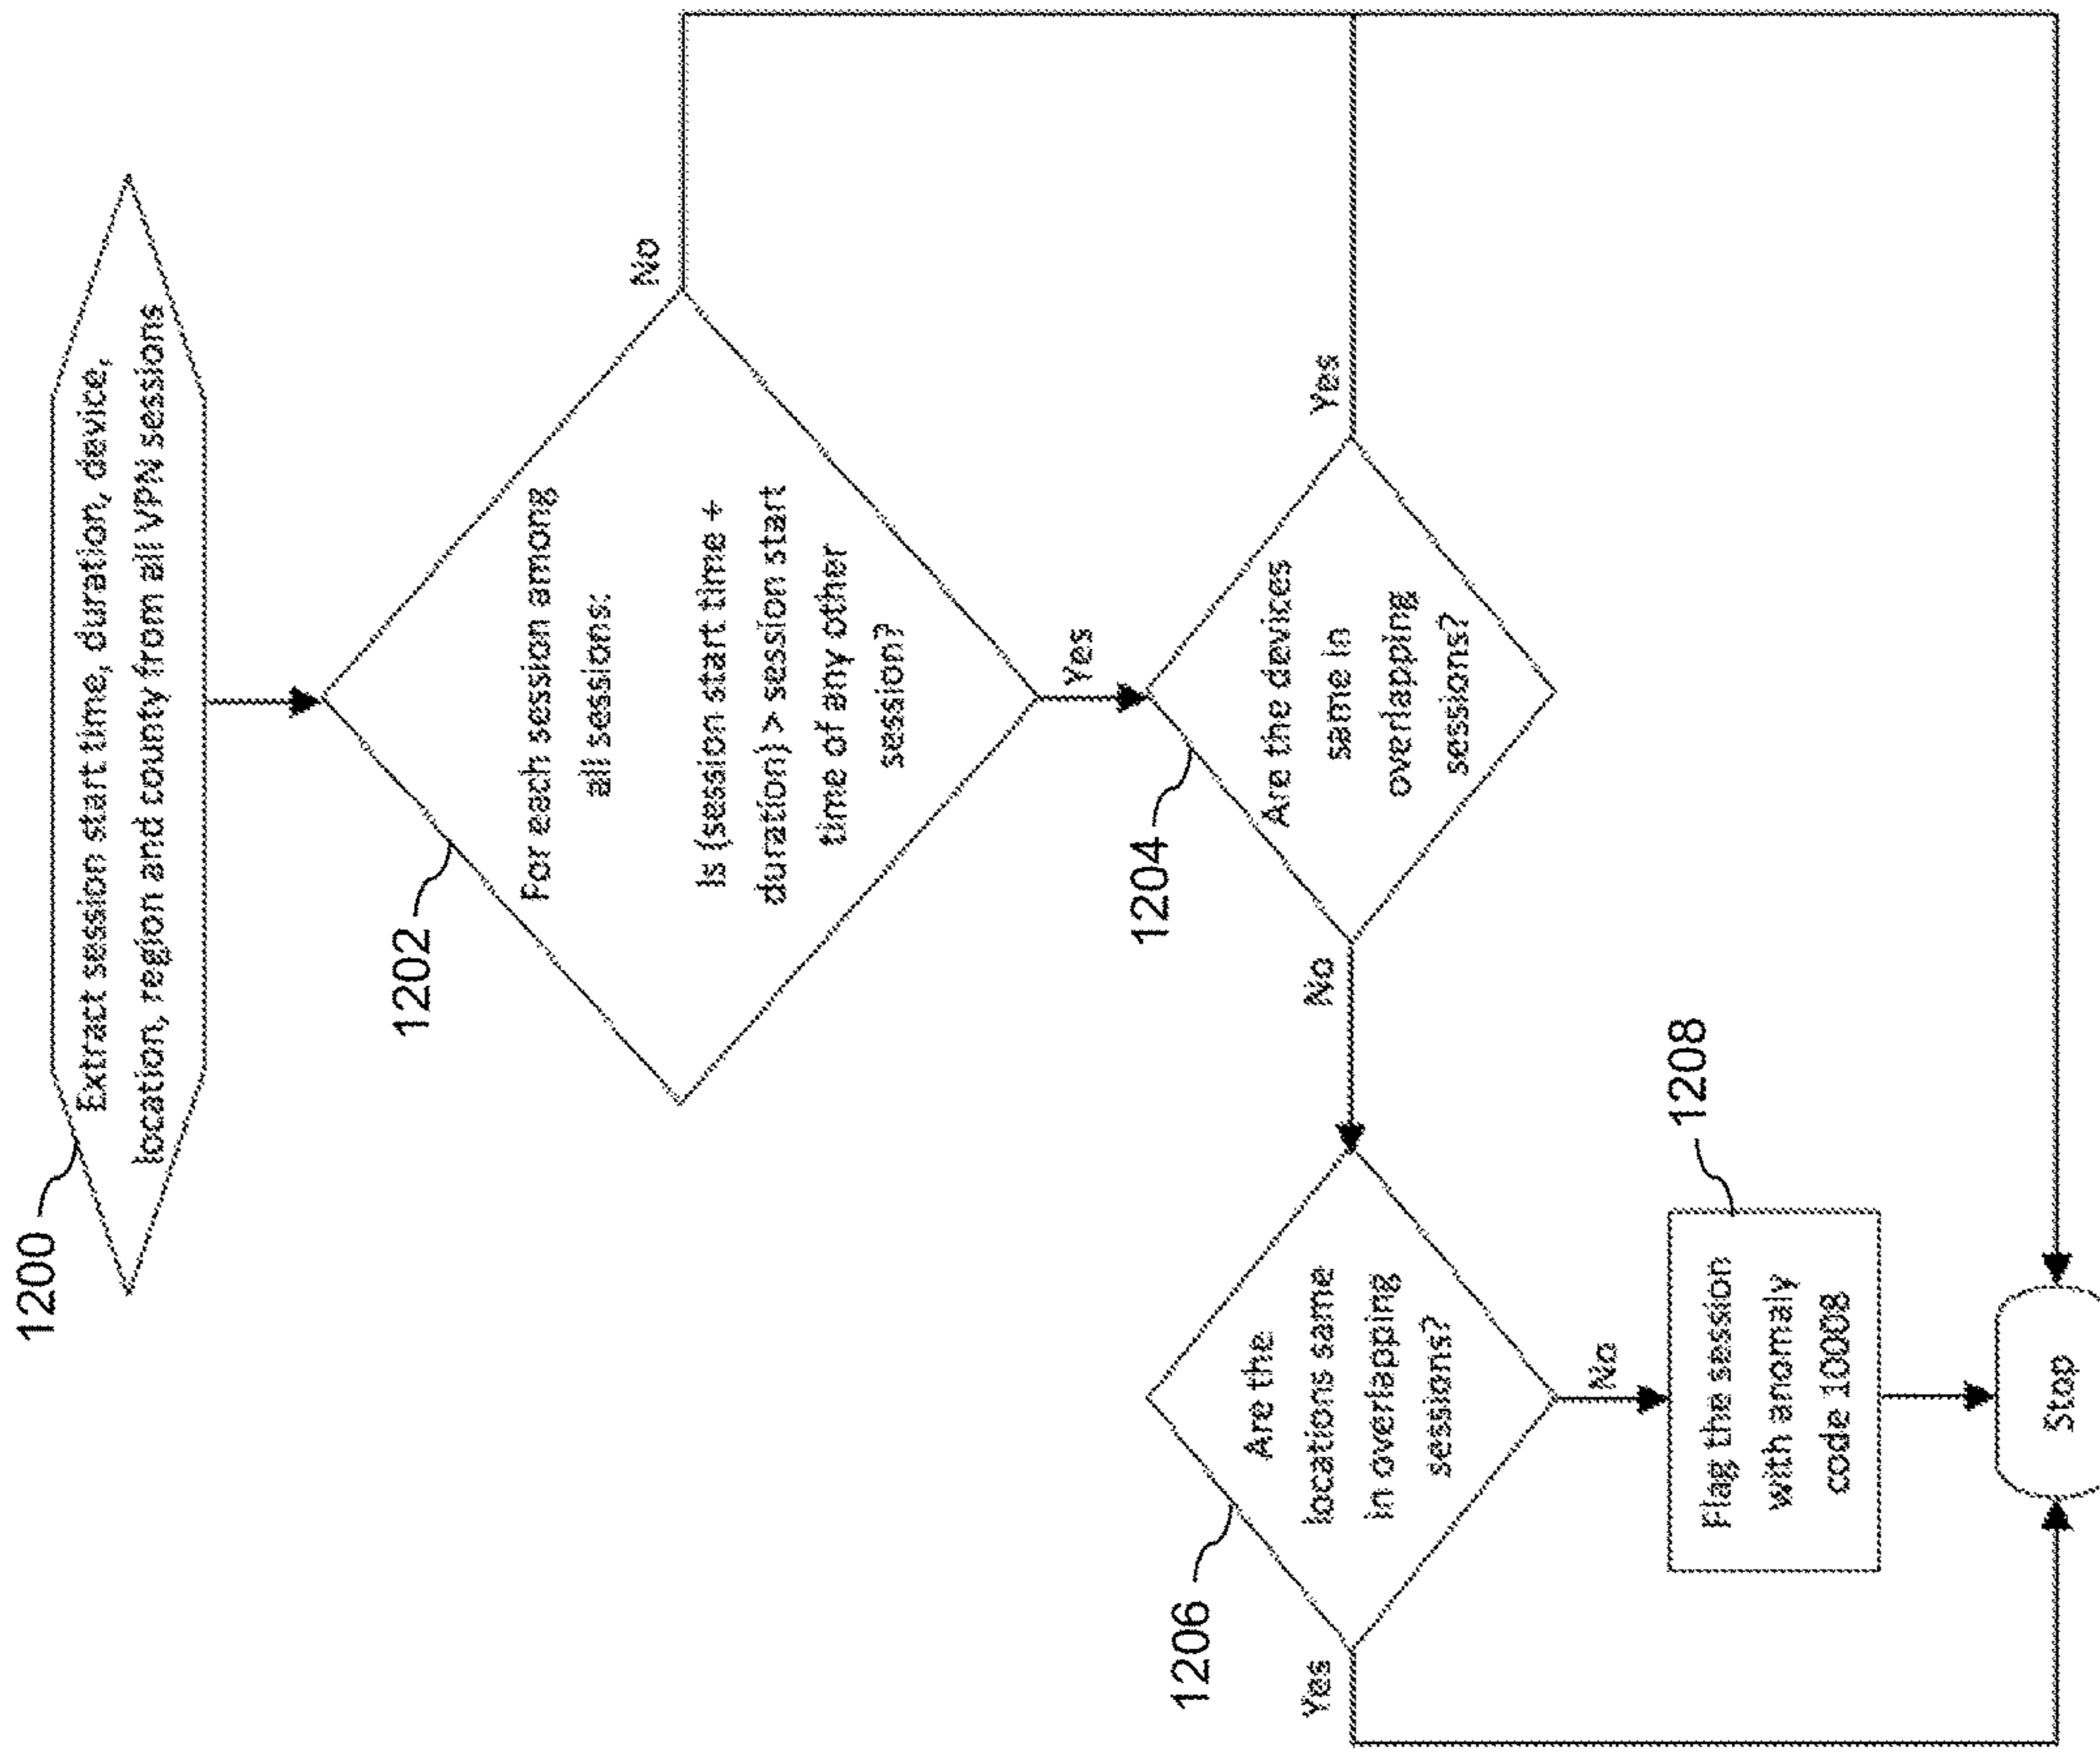 1200
Extract session start time, duration, device,
location, region and county from all VPN sessions
1202
For each session among
all sessions:
Is (session start time +
duration) > session start
time of any other
session?
No
Yes
1204
Are the devices
same in
overlapping
sessions?
Yes
No
1206
Are the
locations same
in overlapping
sessions?
Yes
No
1208
Flag the session
with anomaly
code 10008
Stop